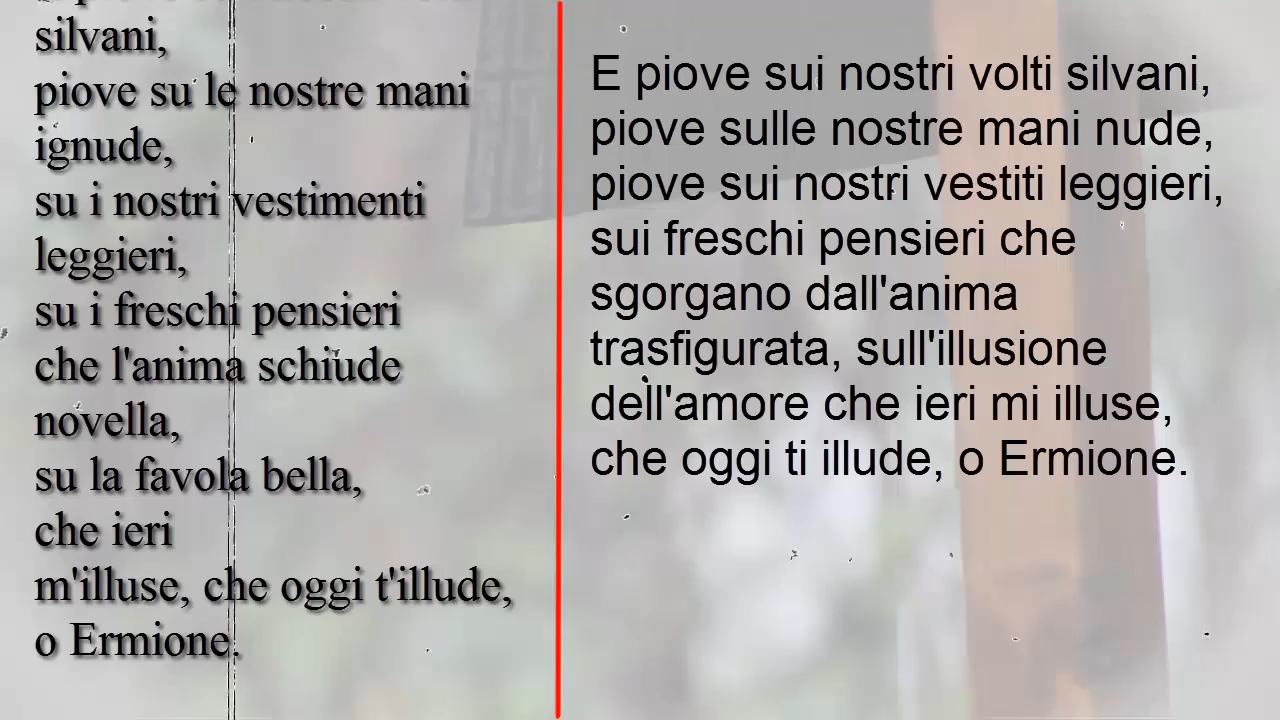 silvani,
piove su le nostre mani
ignude,
su i nostri vestimenti
leggieri,
su i freschi pensieri
che l'anima schiude
novella,
su la favola bella,
che ieri
m'illuse, che oggi t'illude,
o Ermione.
E piove sui nostri volti silvani,
piove sulle nostre mani nude,
piove sui nostri vestiti leggieri,
sui freschi pensieri che
sgorgano dall'anima
trasfigurata, sull'illusione
dell'amore che ieri mi illuse,
che oggi ti illude, o Ermione.